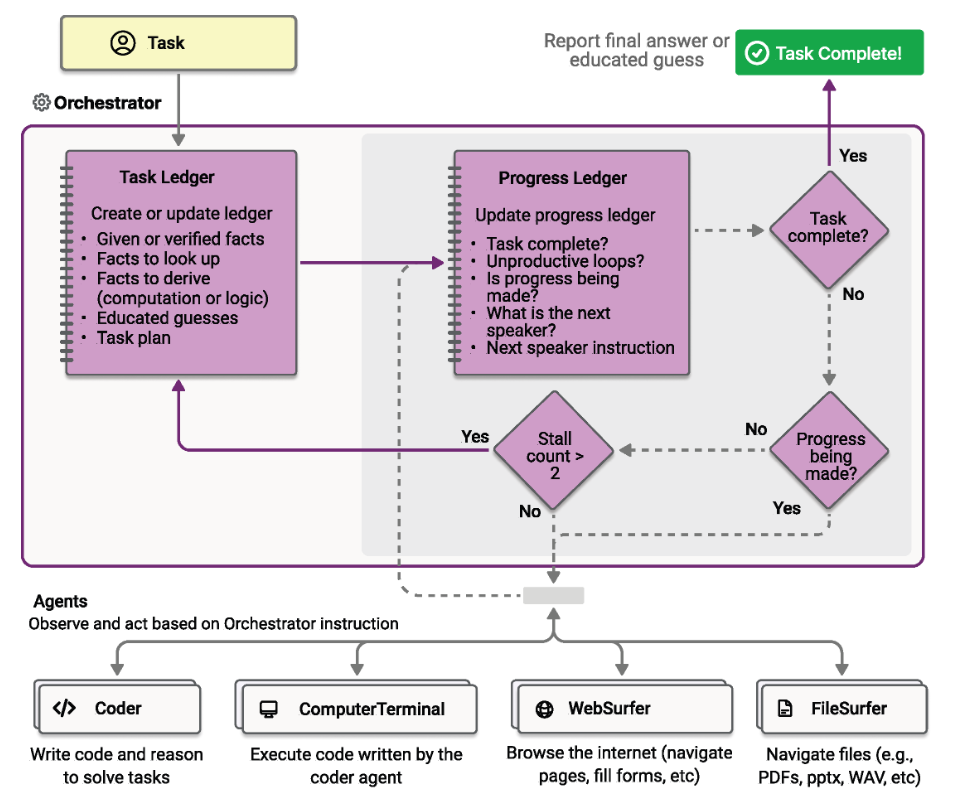 Task
Report final answer or
educated guess
Task Complete!
Orchestrator
Task Ledger
Create or update ledger
• Given or verified facts
• Facts to look up
• Facts to derive
(computation or logic)
• Educated guesses
• Task plan
Progress Ledger
Update progress ledger
• Task complete?
• Unproductive loops?
• Is progress being
made?
• What is the next
speaker?
• Next speaker instruction
Yes
Task
complete?
No
Progress
being
made?
No
Yes
Stall
count >
2
Yes
No
Agents
Observe and act based on Orchestrator instruction
Coder
Write code and reason
to solve tasks
ComputerTerminal
Execute code written by the
coder agent
WebSurfer
Browse the internet (navigate
pages, fill forms, etc)
FileSurfer
Navigate files (e.g.,
PDFs, pptx, WAV, etc)